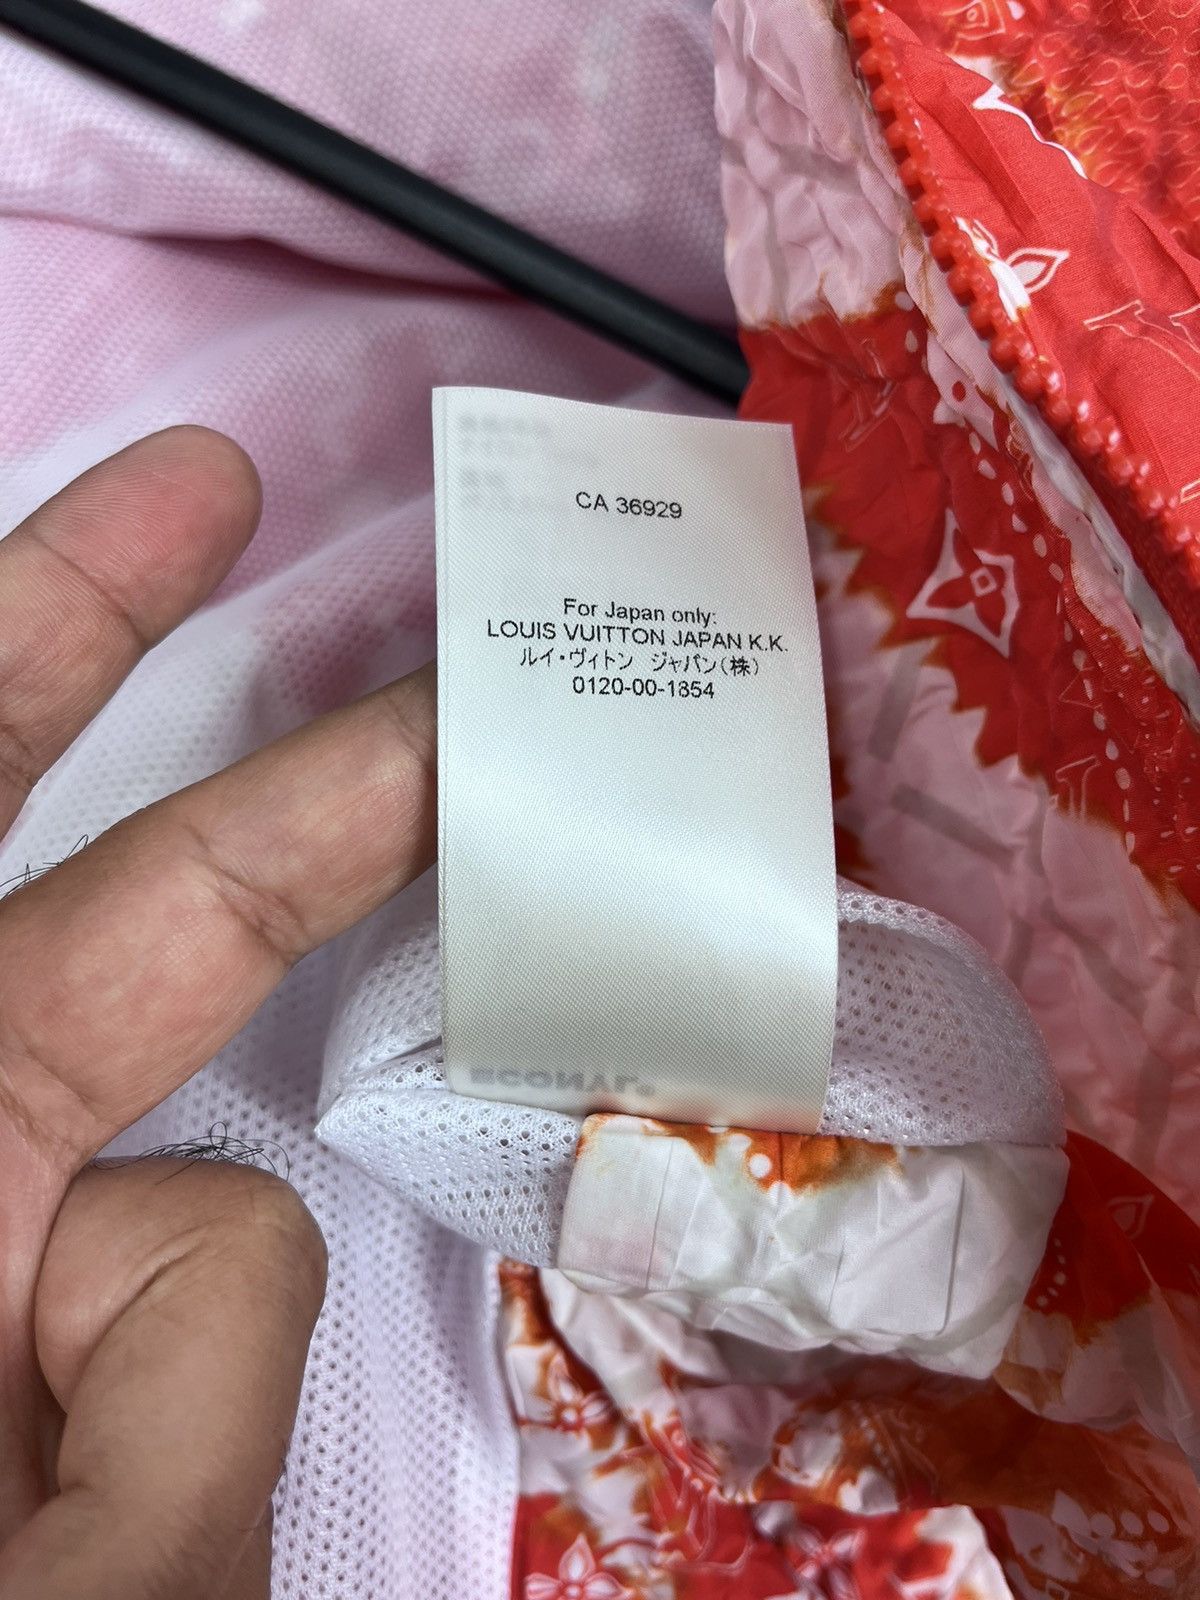 CA 36929
For Japan only:
LOUIS VUITTON JAPAN K.K.
ルイ・ヴィトン ジャパン(株)
0120-00-1854